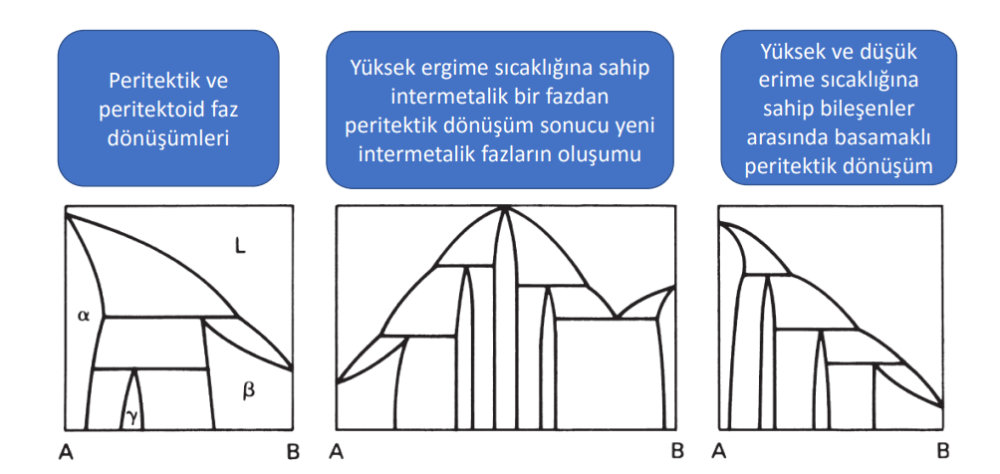 Peritektik ve
peritektoid faz
dönüşümleri
Yüksek ergime sıcaklığına sahip
intermetalik bir fazdan
peritektik dönüşüm sonucu yeni
intermetalik fazların oluşumu
Yüksek ve düşük
erime sıcaklığına
sahip bileşenler
arasında basamaklı
peritektik dönüşüm
L
α
β
γ
A
B
A
B
A
B